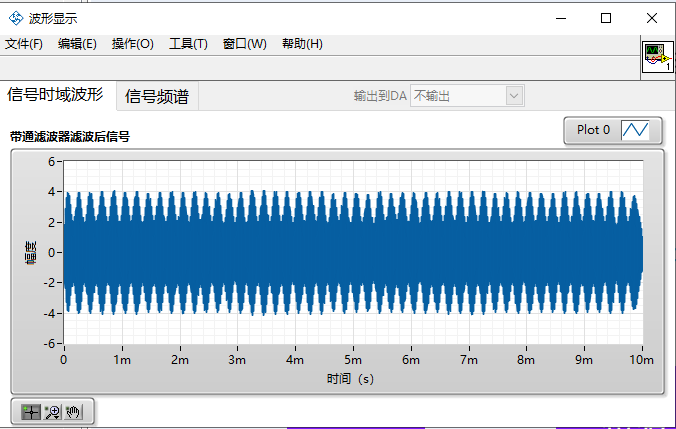 波形显示
文件(F) 编辑(E) 操作(O) 工具(T) 窗口(W) 帮助(H)
1
信号时域波形 信号频谱 输出到DA 不输出
带通滤波器滤波后信号 Plot 0
6
4
2
0
-2
-4
-6
幅度
0 1m 2m 3m 4m 5m 6m 7m 8m 9m 10m
时间（s）